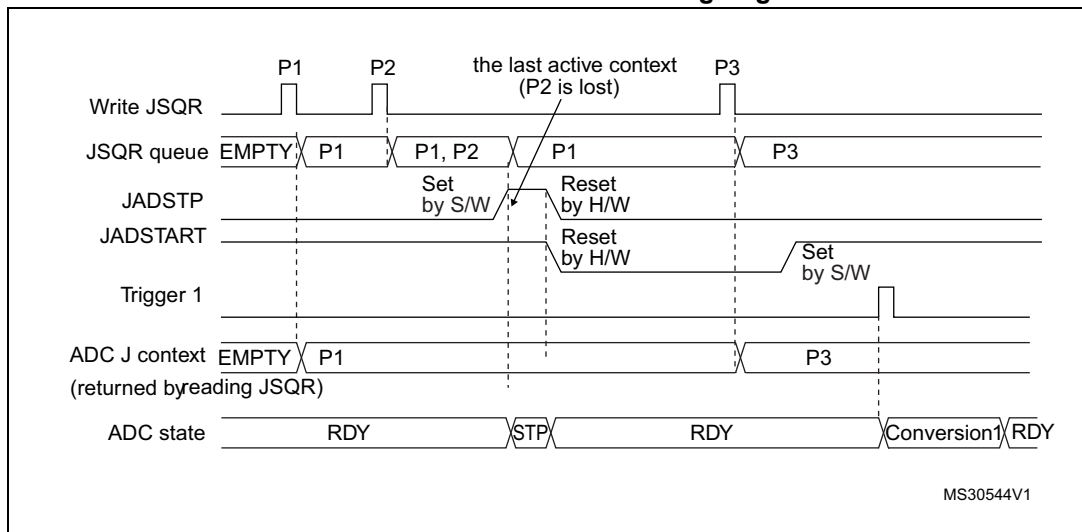 P1 P2 the last active context P3
(P2 is lost)
Write JSQR
JSQR queue EMPTY P1 P1, P2 P1 P3
Set Reset
JADSTP by S/W by H/W
JADSTART Reset Set
by H/W by S/W
Trigger 1
ADC J context EMPTY P1 P3
(returned byreading JSQR)
ADC state RDY STP RDY Conversion1 RDY
MS30544V1